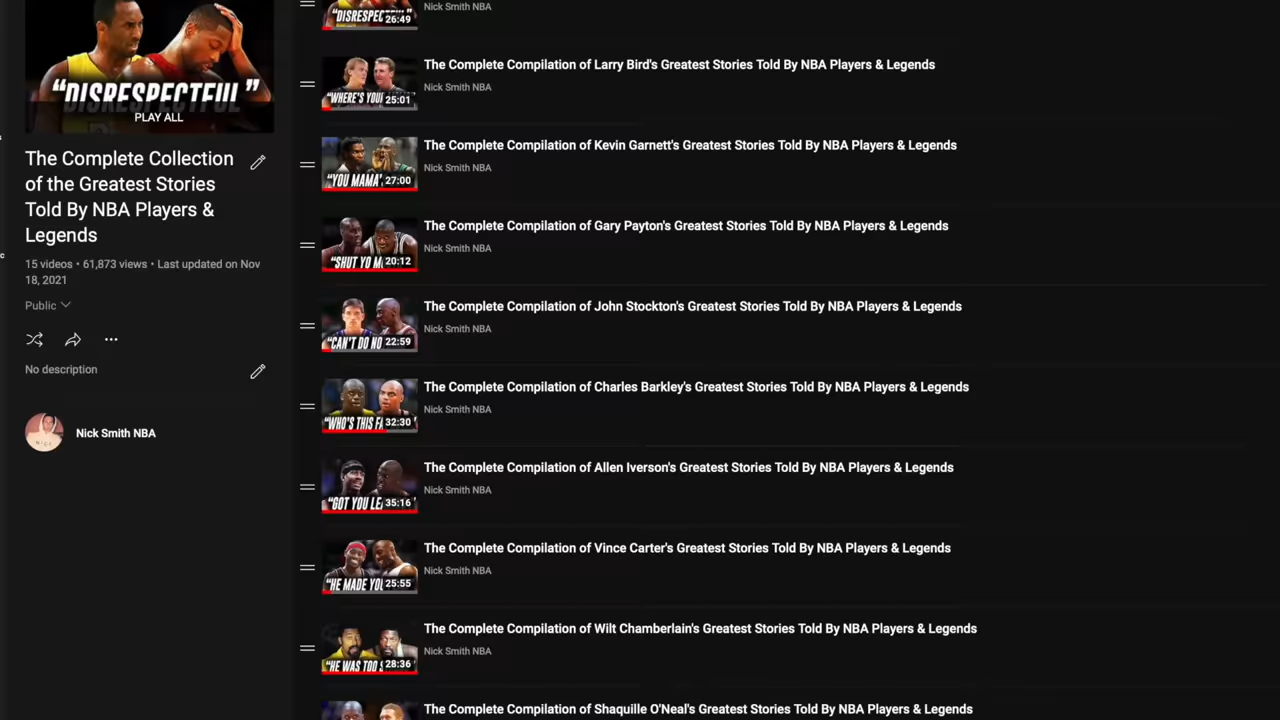 "DISRESPECTFUL"
PLAY ALL
The Complete Collection
of the Greatest Stories
Told By NBA Players &
Legends
15 videos • 61,873 views • Last updated on Nov
18, 2021
Public
No description
Nick Smith NBA
"DISRESPECTFUL"
26:49
Nick Smith NBA
"WHERE'S YOU
25:01
The Complete Compilation of Larry Bird's Greatest Stories Told By NBA Players & Legends
Nick Smith NBA
"YOU MAMA"
27:00
The Complete Compilation of Kevin Garnett's Greatest Stories Told By NBA Players & Legends
Nick Smith NBA
"SHUT YO M
20:12
The Complete Compilation of Gary Payton's Greatest Stories Told By NBA Players & Legends
Nick Smith NBA
"CAN'T DO NO
22:59
The Complete Compilation of John Stockton's Greatest Stories Told By NBA Players & Legends
Nick Smith NBA
"WHO'S THIS FA
32:30
The Complete Compilation of Charles Barkley's Greatest Stories Told By NBA Players & Legends
Nick Smith NBA
"GOT YOU LE
35:16
The Complete Compilation of Allen Iverson's Greatest Stories Told By NBA Players & Legends
Nick Smith NBA
"HE MADE YOU
25:55
The Complete Compilation of Vince Carter's Greatest Stories Told By NBA Players & Legends
Nick Smith NBA
"HE WAS TOO S
28:36
The Complete Compilation of Wilt Chamberlain's Greatest Stories Told By NBA Players & Legends
Nick Smith NBA
The Complete Compilation of Shaquille O'Neal's Greatest Stories Told By NBA Players & Legends